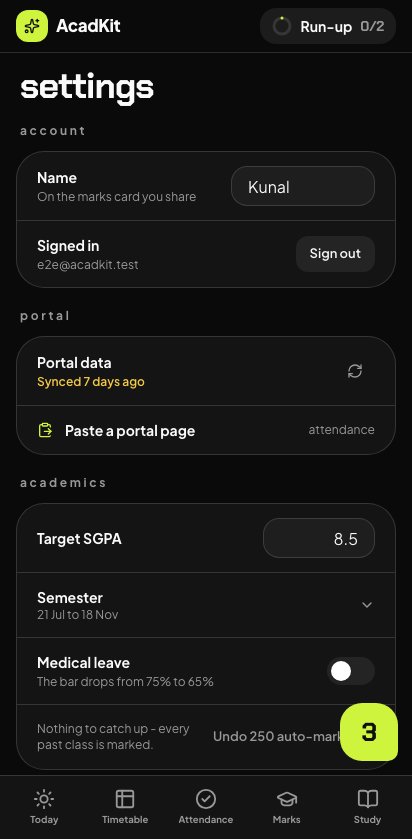 AcadKit
Run-up 0/2
settings
account
Name
On the marks card you share
Kunal
Signed in
e2e@acadkit.test
Sign out
portal
Portal data
Synced 7 days ago
Paste a portal page
attendance
academics
Target SGPA
8.5
Semester
21 Jul to 18 Nov
Medical leave
The bar drops from 75% to 65%
Nothing to catch up - every
past class is marked.
Undo 250 auto-mark
3
Today
Timetable
Attendance
Marks
Study